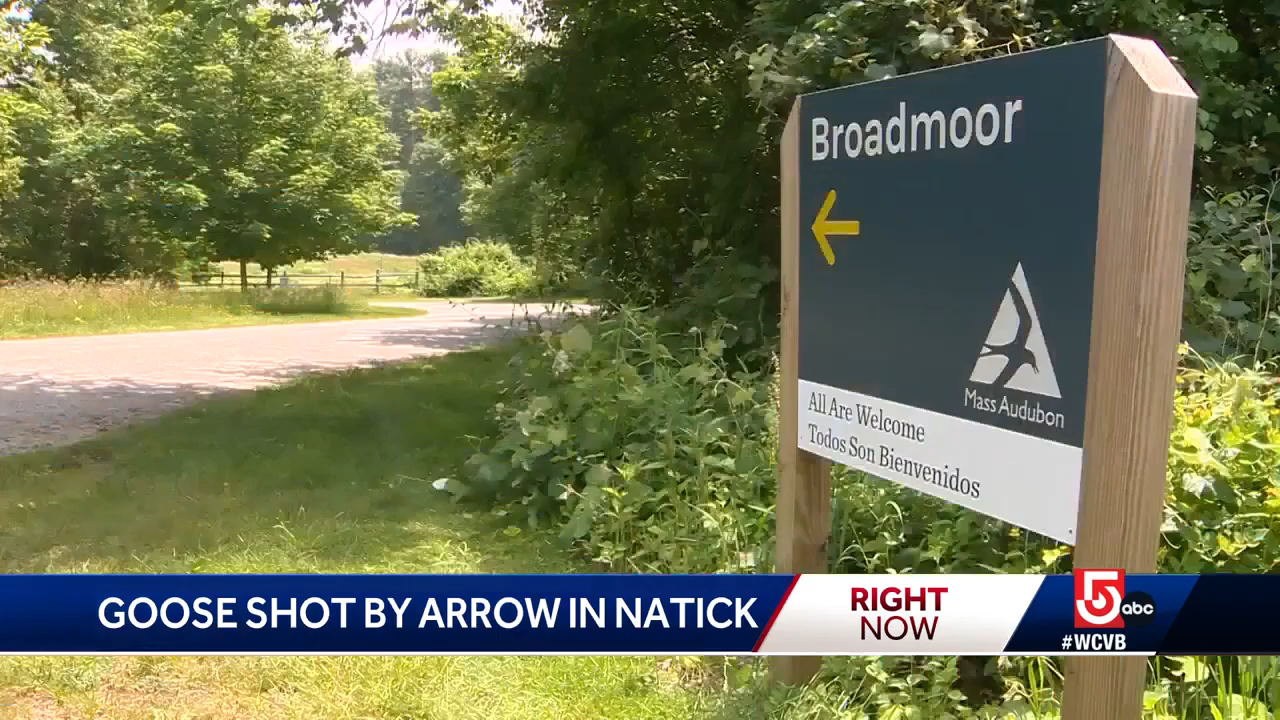 Broadmoor
Mass Audubon
All Are Welcome
Todos Son Bienvenidos
GOOSE SHOT BY ARROW IN NATICK
RIGHT
NOW
5
abc
#WCVB